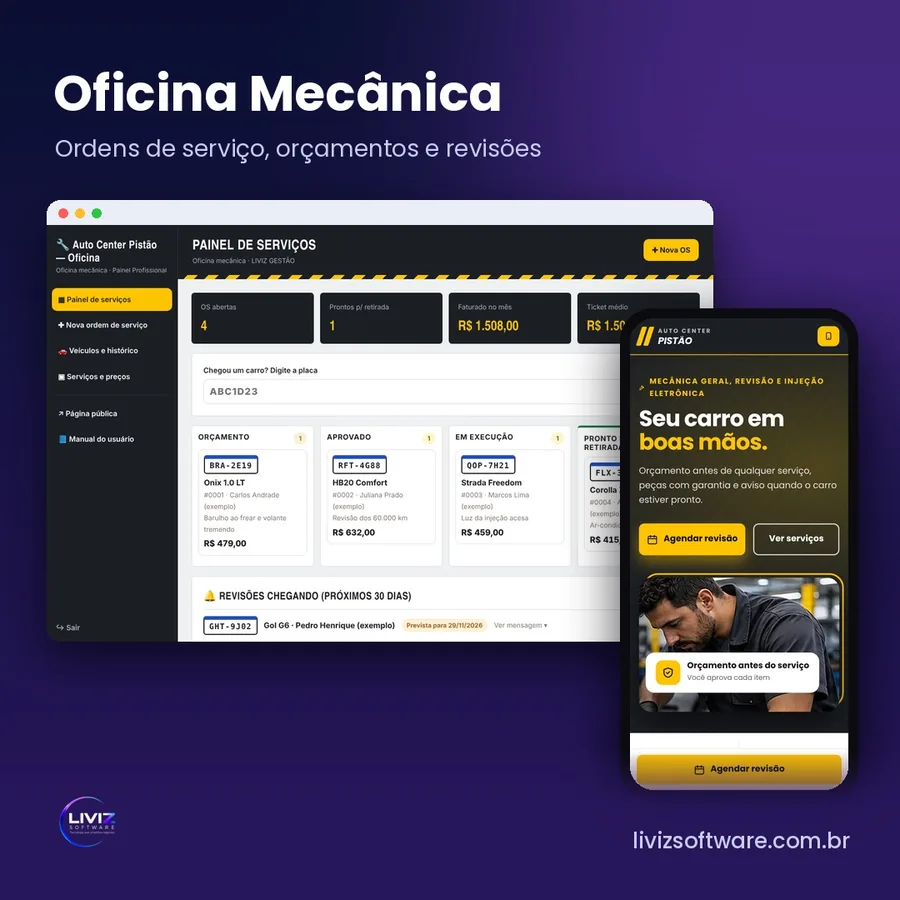 Oficina Mecânica
Ordens de serviço, orçamentos e revisões
🔧 Auto Center Pistão
— Oficina
Oficina mecânica · Painel Profissional
Painel de serviços
Nova ordem de serviço
Veículos e histórico
Serviços e preços
Página pública
Manual do usuário
Sair
PAINEL DE SERVIÇOS
Oficina mecânica · LIVIZ GESTÃO
+ Nova OS
OS abertas
4
Prontos p/ retirada
1
Faturado no mês
R$ 1.508,00
Ticket médio
R$ 1.50
Chegou um carro? Digite a placa
ABC1D23
ORÇAMENTO 1
BRA-2E19
Onix 1.0 LT
#0001 · Carlos Andrade
(exemplo)
Barulho ao frear e volante
tremendo
R$ 479,00
APROVADO 1
RFT-4G88
HB20 Comfort
#0002 · Juliana Prado
(exemplo)
Revisão dos 60.000 km
R$ 632,00
EM EXECUÇÃO 1
QOP-7H21
Strada Freedom
#0003 · Marcos Lima
(exemplo)
Luz da injeção acesa
R$ 459,00
PRONTO
RETIRADA
FLX-3
Corolla
#0004 ·
(exemplo
Ar-condi
R$ 415,
🔔 REVISÕES CHEGANDO (PRÓXIMOS 30 DIAS)
GHT-9J02 Gol G6 · Pedro Henrique (exemplo) Prevista para 29/11/2026 Ver mensagem ▾
AUTO CENTER
PISTÃO
MECÂNICA GERAL, REVISÃO E INJEÇÃO
ELETRÔNICA
Seu carro em
boas mãos.
Orçamento antes de qualquer serviço,
peças com garantia e aviso quando o carro
estiver pronto.
Agendar revisão
Ver serviços
Orçamento antes do serviço
Você aprova cada item
Agendar revisão
LIVIZ
SOFTWARE
livizsoftware.com.br